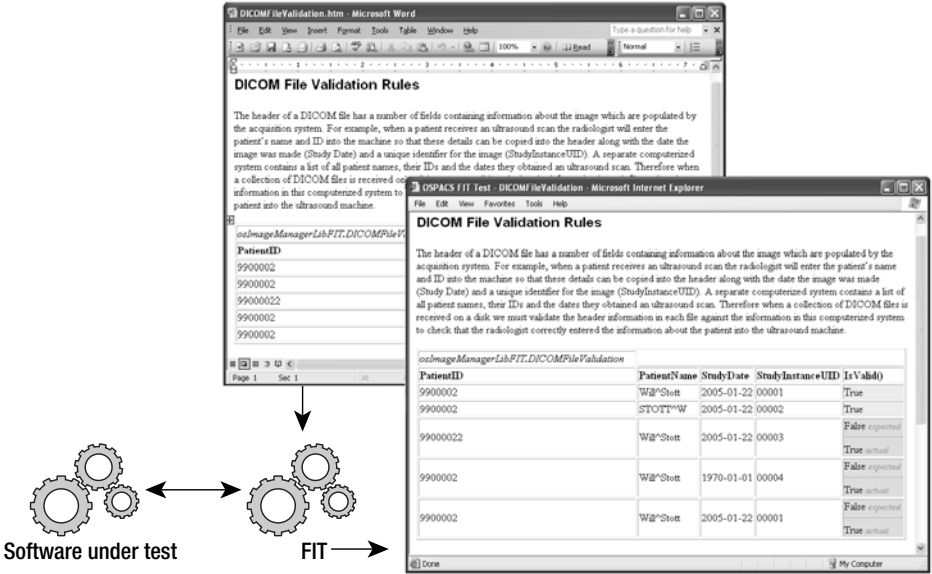 DICOMFileValidation.htm - Microsoft Word
File Edit View Insert Format Tools Table Window Help
Type a question for help
100%
Read
Normal
DICOM File Validation Rules
The header of a DICOM file has a number of fields containing information about the image which are populated by
the acquisition system. For example, when a patient receives an ultrasound scan the radiologist will enter the
patient's name and ID into the machine so that these details can be copied into the header along with the date the
image was made (Study Date) and a unique identifier for the image (StudyInstanceUID). A separate computerized
system contains a list of all patient names, their IDs and the dates they obtained an ultrasound scan. Therefore when
a collection of DICOM files is received on
information in this computerized system to
patient into the ultrasound machine.
osImageManagerLibFIT.DICOMFileV
PatientID
9900002
9900002
99000022
9900002
9900002
Page 1 Sec 1 At
OSPACS FIT Test - DICOMFileValidation - Microsoft Internet Explorer
File Edit View Favorites Tools Help
DICOM File Validation Rules
The header of a DICOM file has a number of fields containing information about the image which are populated by the
acquisition system. For example, when a patient receives an ultrasound scan the radiologist will enter the patient's name
and ID into the machine so that these details can be copied into the header along with the date the image was made
(Study Date) and a unique identifier for the image (StudyInstanceUID). A separate computerized system contains a list of
all patient names, their IDs and the dates they obtained an ultrasound scan. Therefore when a collection of DICOM files is
received on a disk we must validate the header information in each file against the information in this computerized system
to check that the radiologist correctly entered the information about the patient into the ultrasound machine.
osImageManagerLibFIT.DICOMFileValidation
PatientID PatientName StudyDate StudyInstanceUID IsValid()
9900002 Will^Stott 2005-01-22 00001 True
9900002 STOTT^W 2005-01-22 00002 True
99000022 Will^Stott 2005-01-22 00003 False expected
True actual
9900002 Will^Stott 1970-01-01 00004 False expected
True actual
9900002 Will^Stott 2005-01-22 00001 False expected
True actual
Done
My Computer
Software under test
FIT